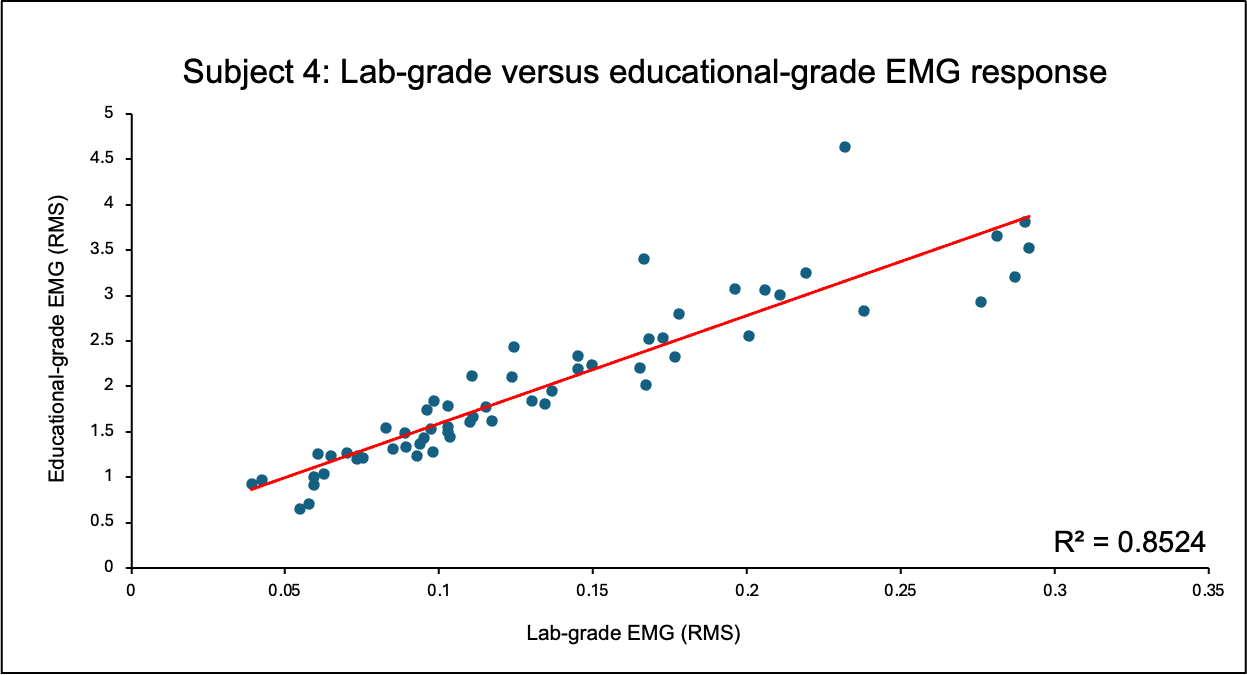 Subject 4: Lab-grade versus educational-grade EMG response
5
4.5
4
3.5
3
2.5
2
1.5
1
0.5
0
Educational-grade EMG (RMS)
R² = 0.8524
0 0.05 0.1 0.15 0.2 0.25 0.3 0.35
Lab-grade EMG (RMS)